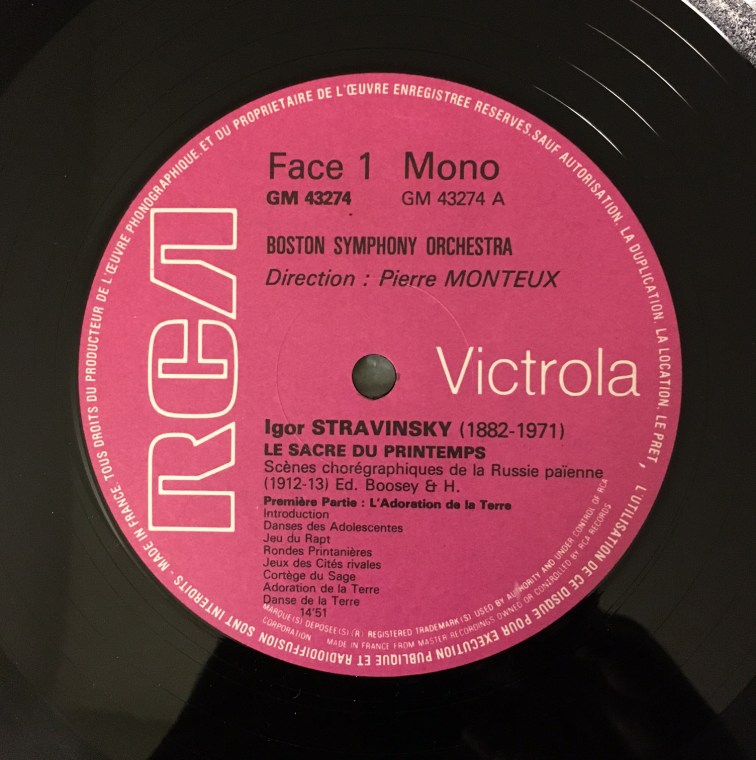 Face 1 Mono
GM 43274 GM 43274 A
BOSTON SYMPHONY ORCHESTRA
Direction : Pierre MONTEUX
RCA
Victrola
Igor STRAVINSKY (1882-1971)
LE SACRE DU PRINTEMPS
Scènes chorégraphiques de la Russie païenne
(1912-13) Ed. Boosey & H.
Première Partie : L'Adoration de la Terre
Introduction
Danses des Adolescentes
Jeu du Rapt
Rondes Printanières
Jeux des Cités rivales
Cortège du Sage
Adoration de la Terre
Danse de la Terre
14'51
MARQUE(S) DEPOSEE(S) (R) REGISTERED TRADEMARK(S) USED BY AUTHORITY AND UNDER CONTROL OF RCA
CORPORATION MADE IN FRANCE FROM MASTER RECORDINGS OWNED OR CONTROLLED BY RCA RECORDS
MADE IN FRANCE. TOUS DROITS DU PRODUCTEUR DE L'ŒUVRE PHONOGRAPHIQUE. ET DU PROPRIETAIRE DE L'ŒUVRE ENREGISTREE RESERVES. SAUF AUTORISATION. LA DUPLICATION. LA LOCATION. LE PRET, L'UTILISATION DE CE DISQUE POUR EXECUTION PUBLIQUE ET RADIODIFFUSION SONT INTERDITS -